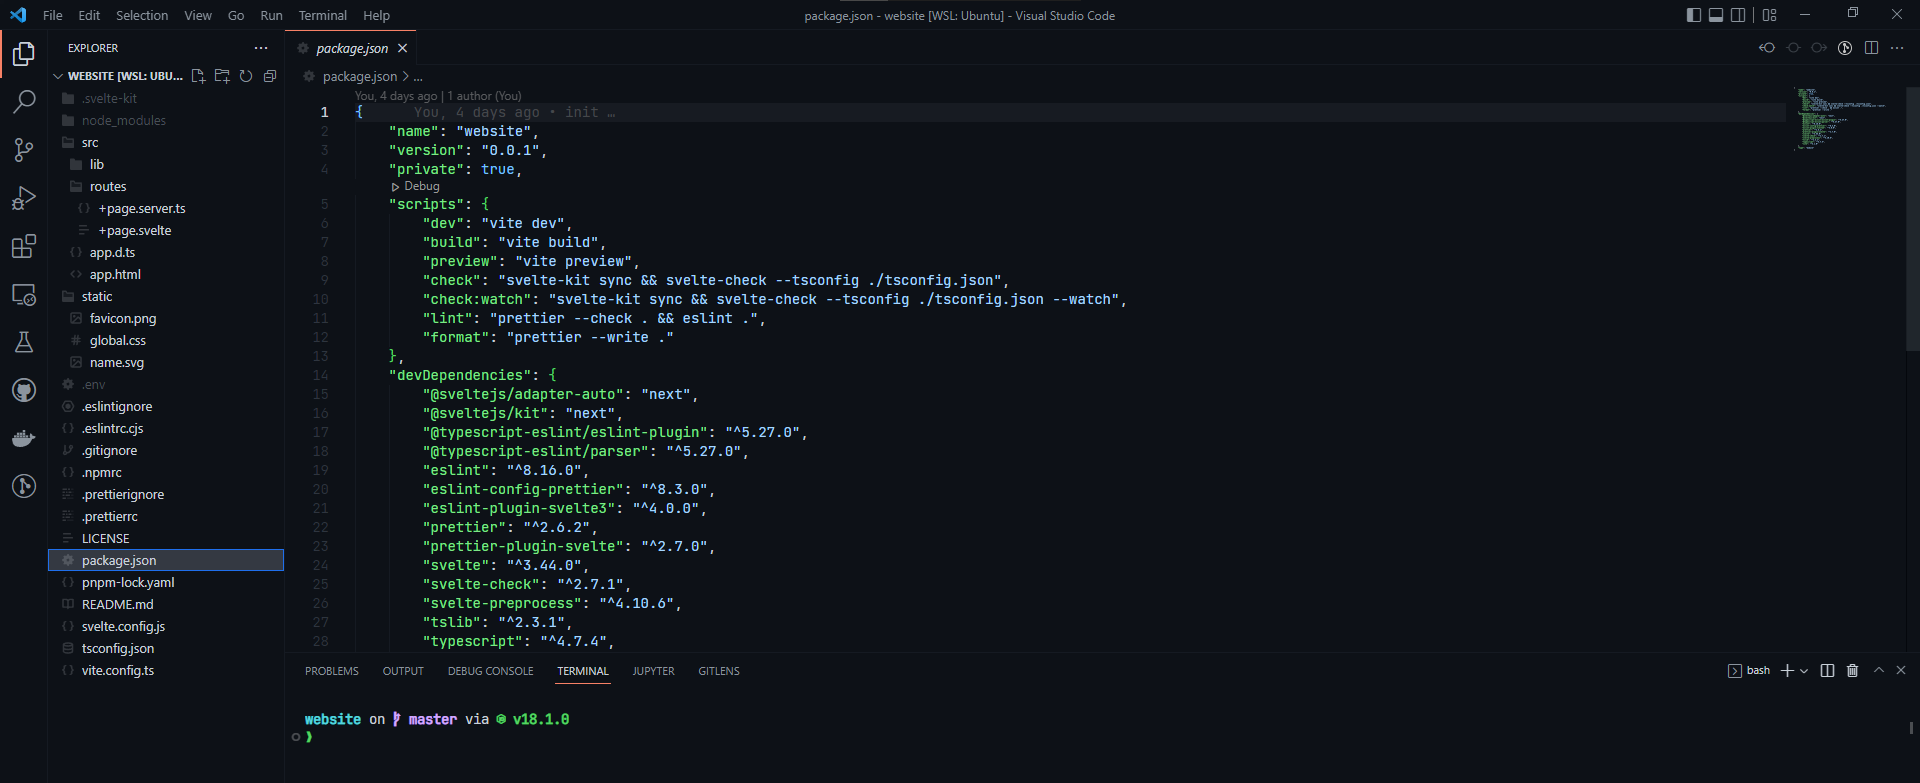 File Edit Selection View Go Run Terminal Help
package.json - website [WSL: Ubuntu] - Visual Studio Code
EXPLORER
WEBSITE [WSL: UBU...
.svelte-kit
node_modules
src
lib
routes
+page.server.ts
+page.svelte
app.d.ts
app.html
static
favicon.png
global.css
name.svg
.env
.eslintignore
.eslintrc.cjs
.gitignore
.npmrc
.prettierignore
.prettierrc
LICENSE
package.json
pnpm-lock.yaml
README.md
svelte.config.js
tsconfig.json
vite.config.ts
package.json
package.json > ...
You, 4 days ago | 1 author (You)
1 { You, 4 days ago • init …
2 "name": "website",
3 "version": "0.0.1",
4 "private": true,
Debug
5 "scripts": {
6 "dev": "vite dev",
7 "build": "vite build",
8 "preview": "vite preview",
9 "check": "svelte-kit sync && svelte-check --tsconfig ./tsconfig.json",
10 "check:watch": "svelte-kit sync && svelte-check --tsconfig ./tsconfig.json --watch",
11 "lint": "prettier --check . && eslint .",
12 "format": "prettier --write ."
13 },
14 "devDependencies": {
15 "@sveltejs/adapter-auto": "next",
16 "@sveltejs/kit": "next",
17 "@typescript-eslint/eslint-plugin": "^5.27.0",
18 "@typescript-eslint/parser": "^5.27.0",
19 "eslint": "^8.16.0",
20 "eslint-config-prettier": "^8.3.0",
21 "eslint-plugin-svelte3": "^4.0.0",
22 "prettier": "^2.6.2",
23 "prettier-plugin-svelte": "^2.7.0",
24 "svelte": "^3.44.0",
25 "svelte-check": "^2.7.1",
26 "svelte-preprocess": "^4.10.6",
27 "tslib": "^2.3.1",
28 "typescript": "^4.7.4",
PROBLEMS OUTPUT DEBUG CONSOLE TERMINAL JUPYTER GITLENS
bash
website on master via v18.1.0
❱